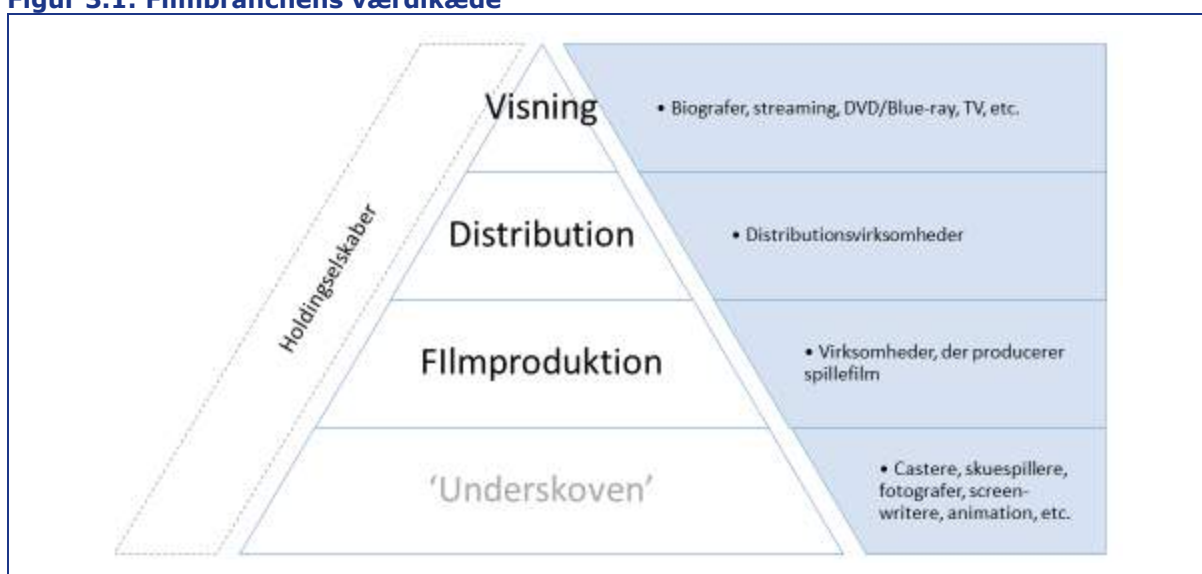 Figur 3.1: Filmbranchens værdikæde
Visning
• Biografer, streaming, DVD/Blue-ray, TV, etc.
Holdingselskaber
Distribution
• Distributionsvirksomheder
FIlmproduktion
• Virksomheder, der producerer
spillefilm
‘Underskoven’
• Castere, skuespillere,
fotografer, screen-
writere, animation, etc.